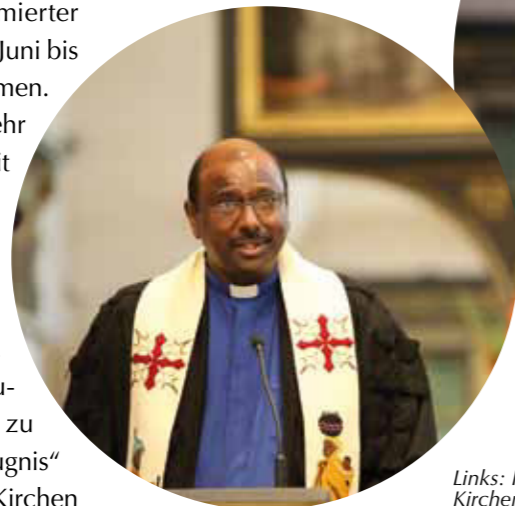 mierter
Juni bis
men.
ehr
it
u-
zu
ugnis“
Kirchen
Links:
Kirchen